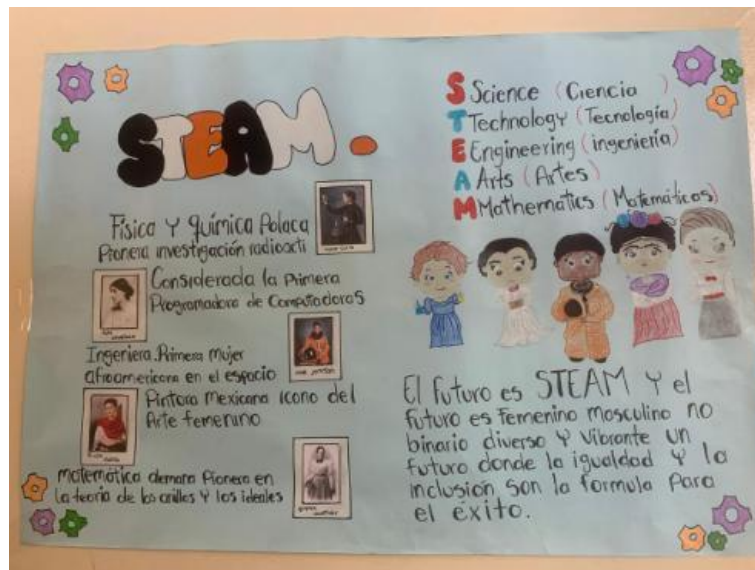 STEAM.
Física Y química Polaca
Pionera investigación radioacti
Considerada la Primera
Programadora de Computadoras
Ingeniera.Primera mujer
afroamericana en el espacio
Pintora Mexicana Icono del
Arte femenino
matemática alemana Pionera en
la teoría de los anillos Y los ideales
S Science (Ciencia )
T Technology (Tecnología)
E Engineering (ingeniería)
A Arts (Artes)
M Mathematics (Matemáticas)
El futuro es STEAM Y el
futuro es femenino masculino no
binario diverso Y vibrante un
futuro donde la igualdad Y la
inclusión son la formula Para
el exito.